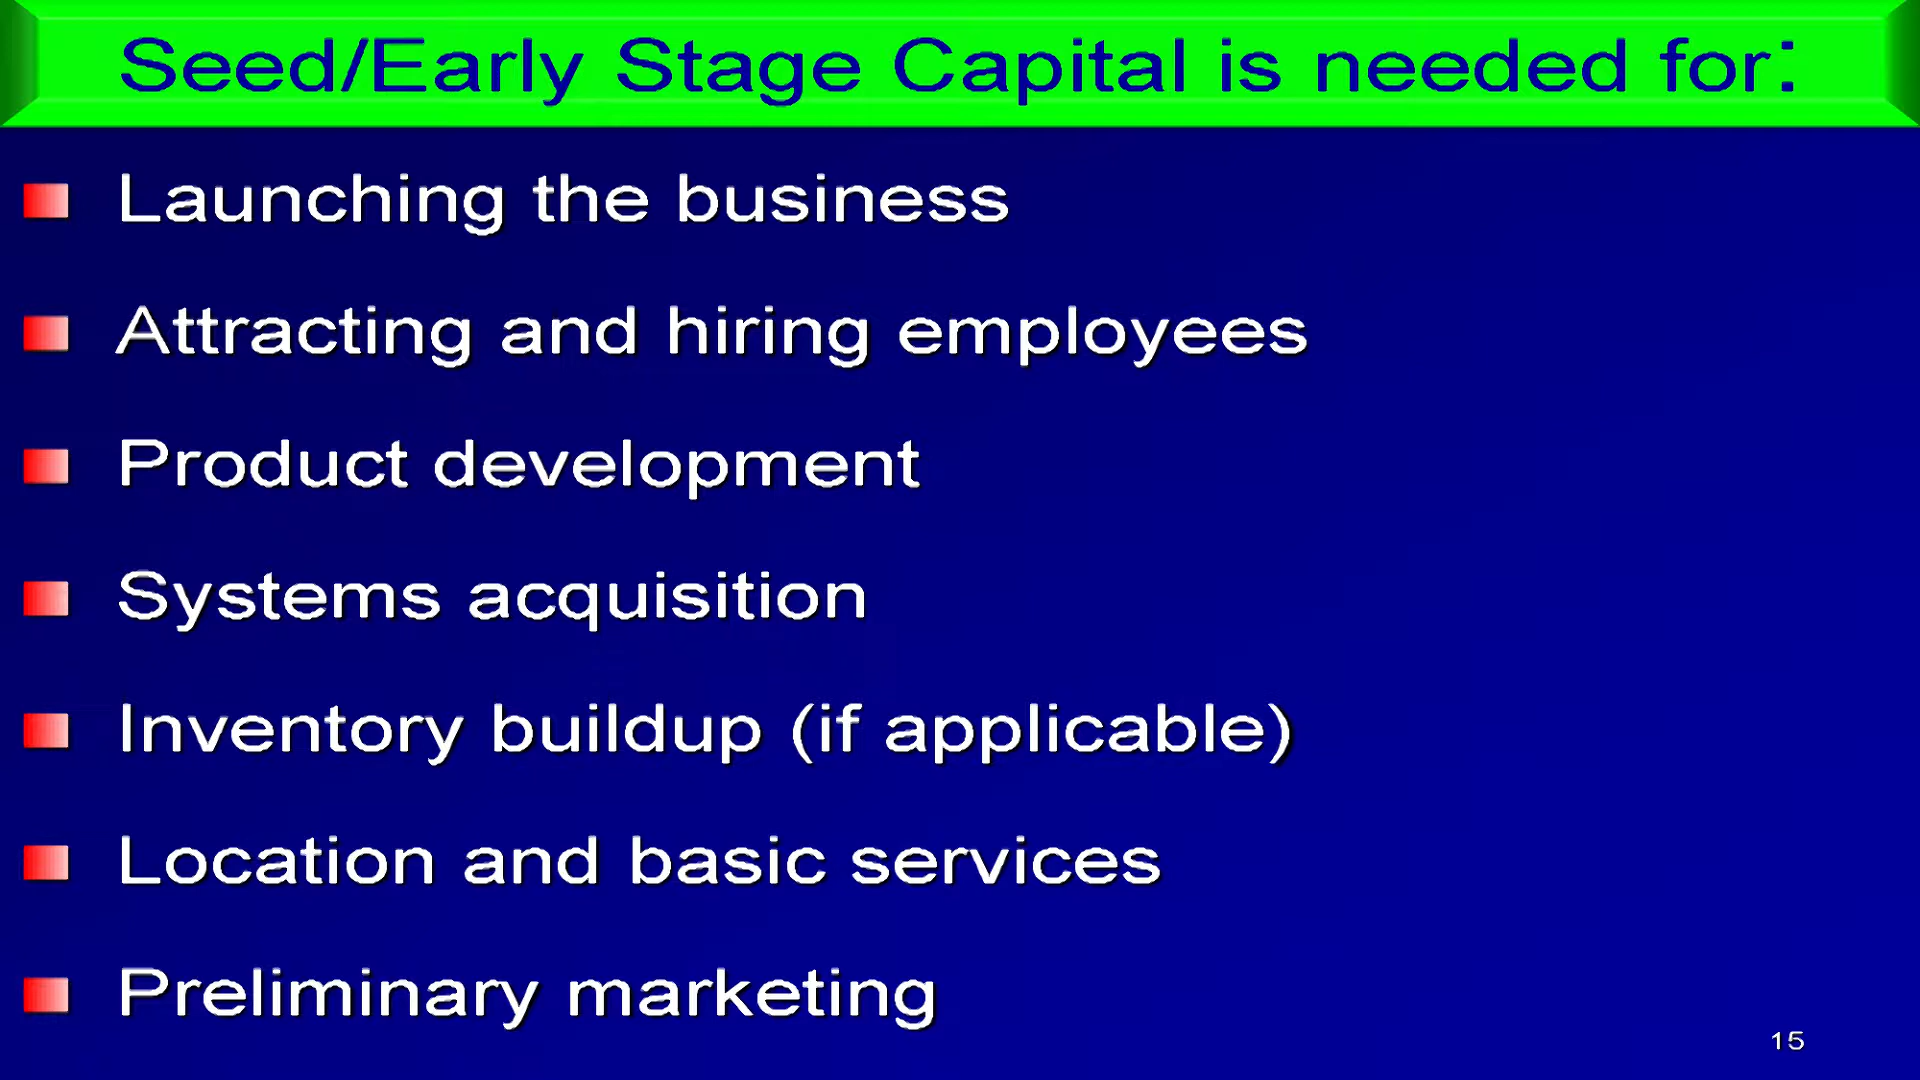 Seed/Early Stage Capital is needed for:
Launching the business
Attracting and hiring employees
Product development
Systems acquisition
Inventory buildup (if applicable)
Location and basic services
Preliminary marketing
15